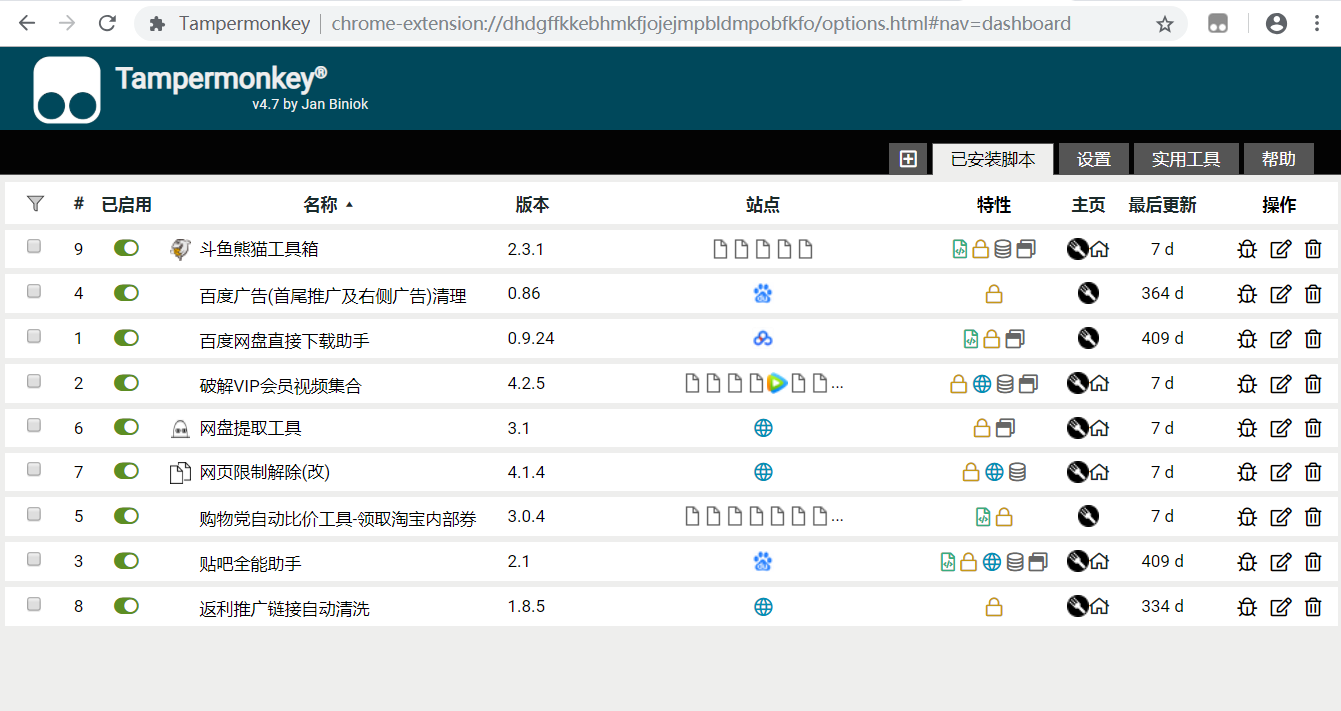 Tampermonkey | chrome-extension://dhdgffkkebhmkfjojejmpbldmpobfkfo/options.html#nav=dashboard
Tampermonkey®
v4.7 by Jan Biniok
已安装脚本 设置 实用工具 帮助
# 已启用 名称 版本 站点 特性 主页 最后更新 操作
9 斗鱼熊猫工具箱 2.3.1 7 d
4 百度广告(首尾推广及右侧广告)清理 0.86 364 d
1 百度网盘直接下载助手 0.9.24 409 d
2 破解VIP会员视频集合 4.2.5 ... 7 d
6 网盘提取工具 3.1 7 d
7 网页限制解除(改) 4.1.4 7 d
5 购物党自动比价工具-领取淘宝内部券 3.0.4 ... 7 d
3 贴吧全能助手 2.1 409 d
8 返利推广链接自动清洗 1.8.5 334 d